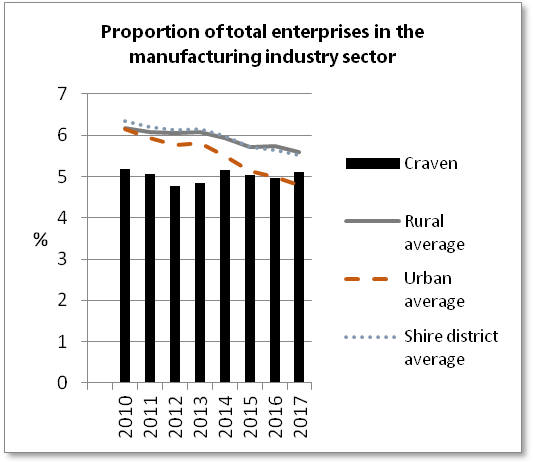 Proportion of total enterprises in the
manufacturing industry sector
7
6
5
4
3
2
1
0
%
2010
2011
2012
2013
2014
2015
2016
2017
Craven
Rural
average
Urban
average
Shire district
average